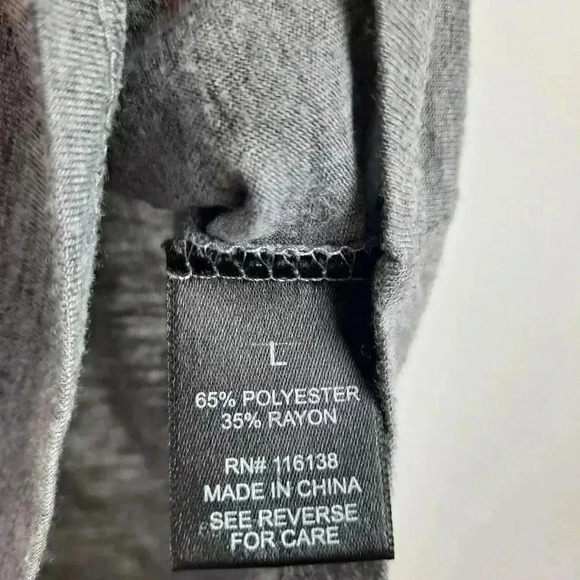 L
65% POLYESTER
35% RAYON
RN# 116138
MADE IN CHINA
SEE REVERSE
FOR CARE